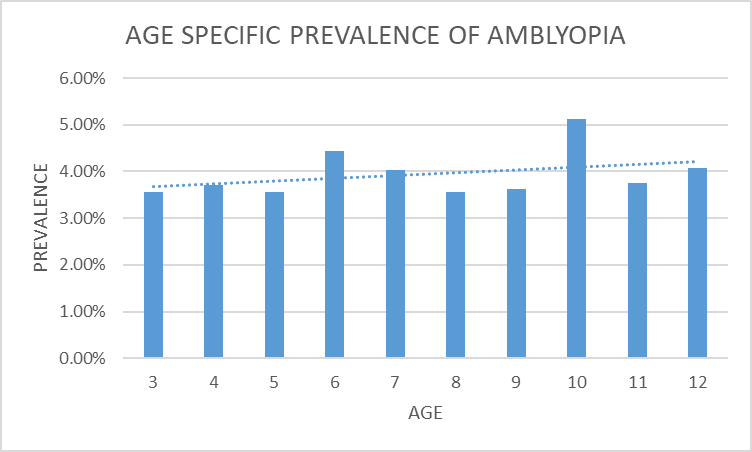 AGE SPECIFIC PREVALENCE OF AMBLYOPIA
6.00%
5.00%
4.00%
3.00%
2.00%
1.00%
0.00%
PREVALENCE
3 4 5 6 7 8 9 10 11 12
AGE